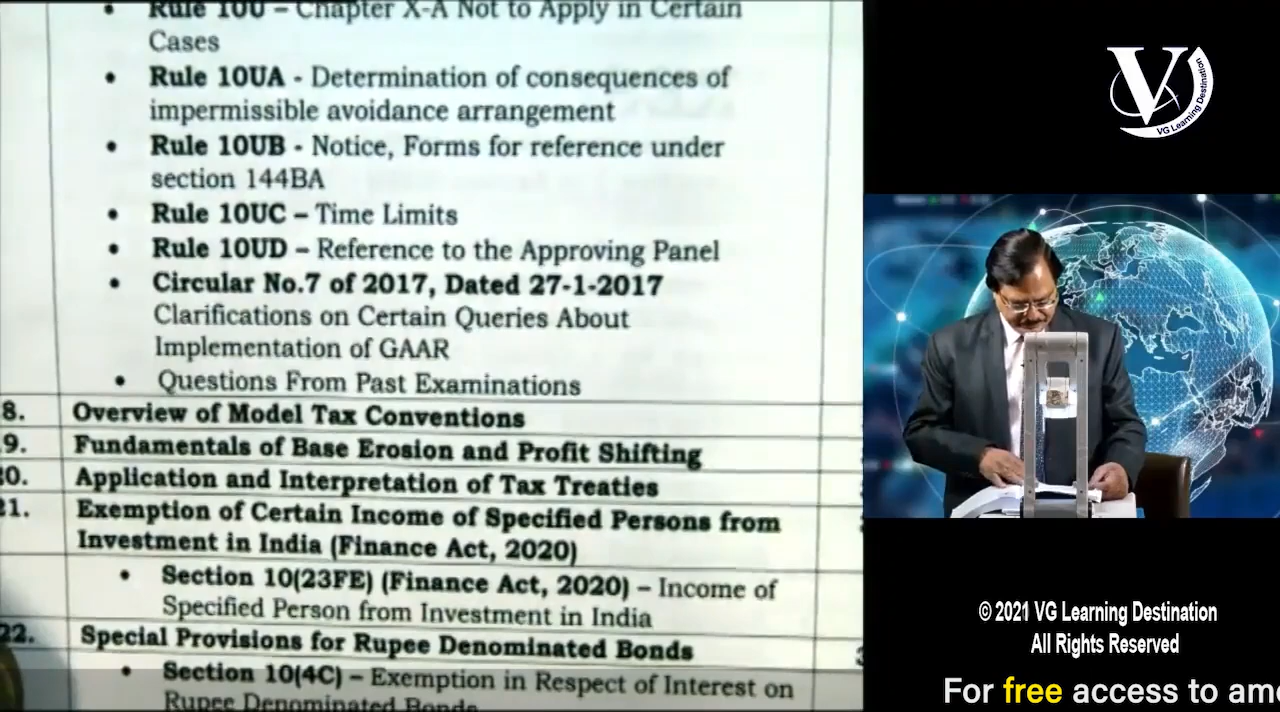 Rule 10U – Chapter X-A Not to Apply in Certain
Cases
• Rule 10UA - Determination of consequences of
impermissible avoidance arrangement
• Rule 10UB - Notice, Forms for reference under
section 144BA
• Rule 10UC – Time Limits
• Rule 10UD – Reference to the Approving Panel
• Circular No.7 of 2017, Dated 27-1-2017
Clarifications on Certain Queries About
Implementation of GAAR
• Questions From Past Examinations
8. Overview of Model Tax Conventions
9. Fundamentals of Base Erosion and Profit Shifting
20. Application and Interpretation of Tax Treaties
21. Exemption of Certain Income of Specified Persons from
Investment in India (Finance Act, 2020)
• Section 10(23FE) (Finance Act, 2020) – Income of
Specified Person from Investment in India
22. Special Provisions for Rupee Denominated Bonds
• Section 10(4C) – Exemption in Respect of Interest on
Rupee Denominated Bonds
V
VG Learning Destination
© 2021 VG Learning Destination
All Rights Reserved
For free access to ame